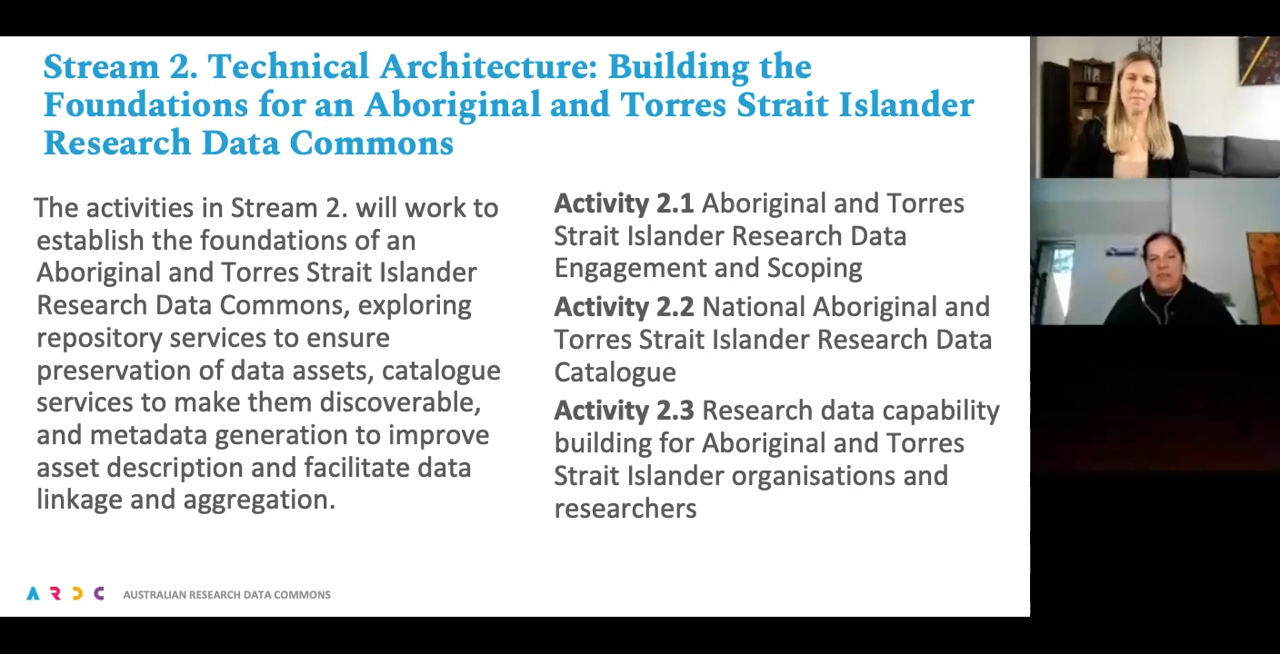 Stream 2. Technical Architecture: Building the
Foundations for an Aboriginal and Torres Strait Islander
Research Data Commons
The activities in Stream 2. will work to
establish the foundations of an
Aboriginal and Torres Strait Islander
Research Data Commons, exploring
repository services to ensure
preservation of data assets, catalogue
services to make them discoverable,
and metadata generation to improve
asset description and facilitate data
linkage and aggregation.
Activity 2.1 Aboriginal and Torres
Strait Islander Research Data
Engagement and Scoping
Activity 2.2 National Aboriginal and
Torres Strait Islander Research Data
Catalogue
Activity 2.3 Research data capability
building for Aboriginal and Torres
Strait Islander organisations and
researchers
ARDC AUSTRALIAN RESEARCH DATA COMMONS